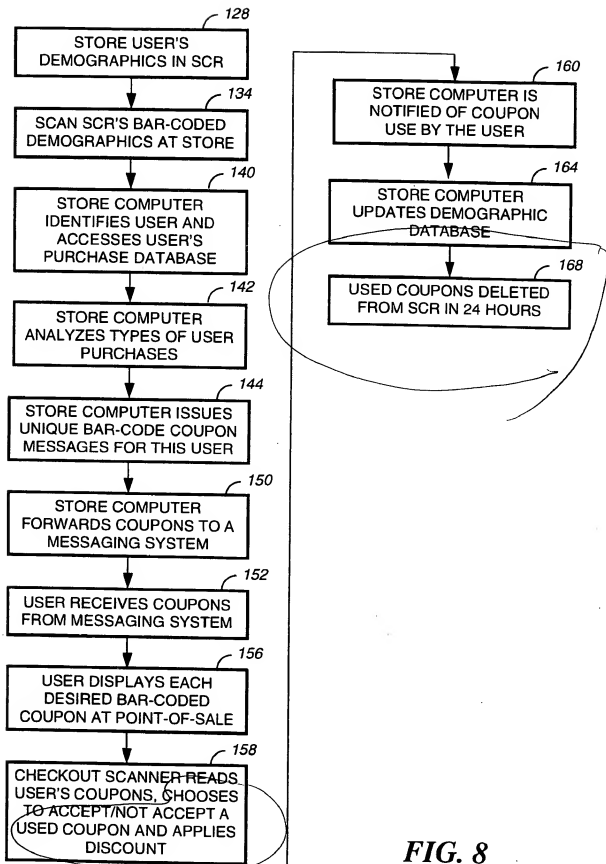 128
STORE USER'S
DEMOGRAPHICS IN SCR
134
SCAN SCR'S BAR-CODED
DEMOGRAPHICS AT STORE
140
STORE COMPUTER
IDENTIFIES USER AND
ACCESSES USER'S
PURCHASE DATABASE
142
STORE COMPUTER
ANALYZES TYPES OF USER
PURCHASES
144
STORE COMPUTER ISSUES
UNIQUE BAR-CODE COUPON
MESSAGES FOR THIS USER
150
STORE COMPUTER
FORWARDS COUPONS TO A
MESSAGING SYSTEM
152
USER RECEIVES COUPONS
FROM MESSAGING SYSTEM
156
USER DISPLAYS EACH
DESIRED BAR-CODED
COUPON AT POINT-OF-SALE
158
CHECKOUT SCANNER READS
USER'S COUPONS, CHOOSES
TO ACCEPT/NOT ACCEPT A
USED COUPON AND APPLIES
DISCOUNT
160
STORE COMPUTER IS
NOTIFIED OF COUPON
USE BY THE USER
164
STORE COMPUTER
UPDATES DEMOGRAPHIC
DATABASE
168
USED COUPONS DELETED
FROM SCR IN 24 HOURS
FIG. 8